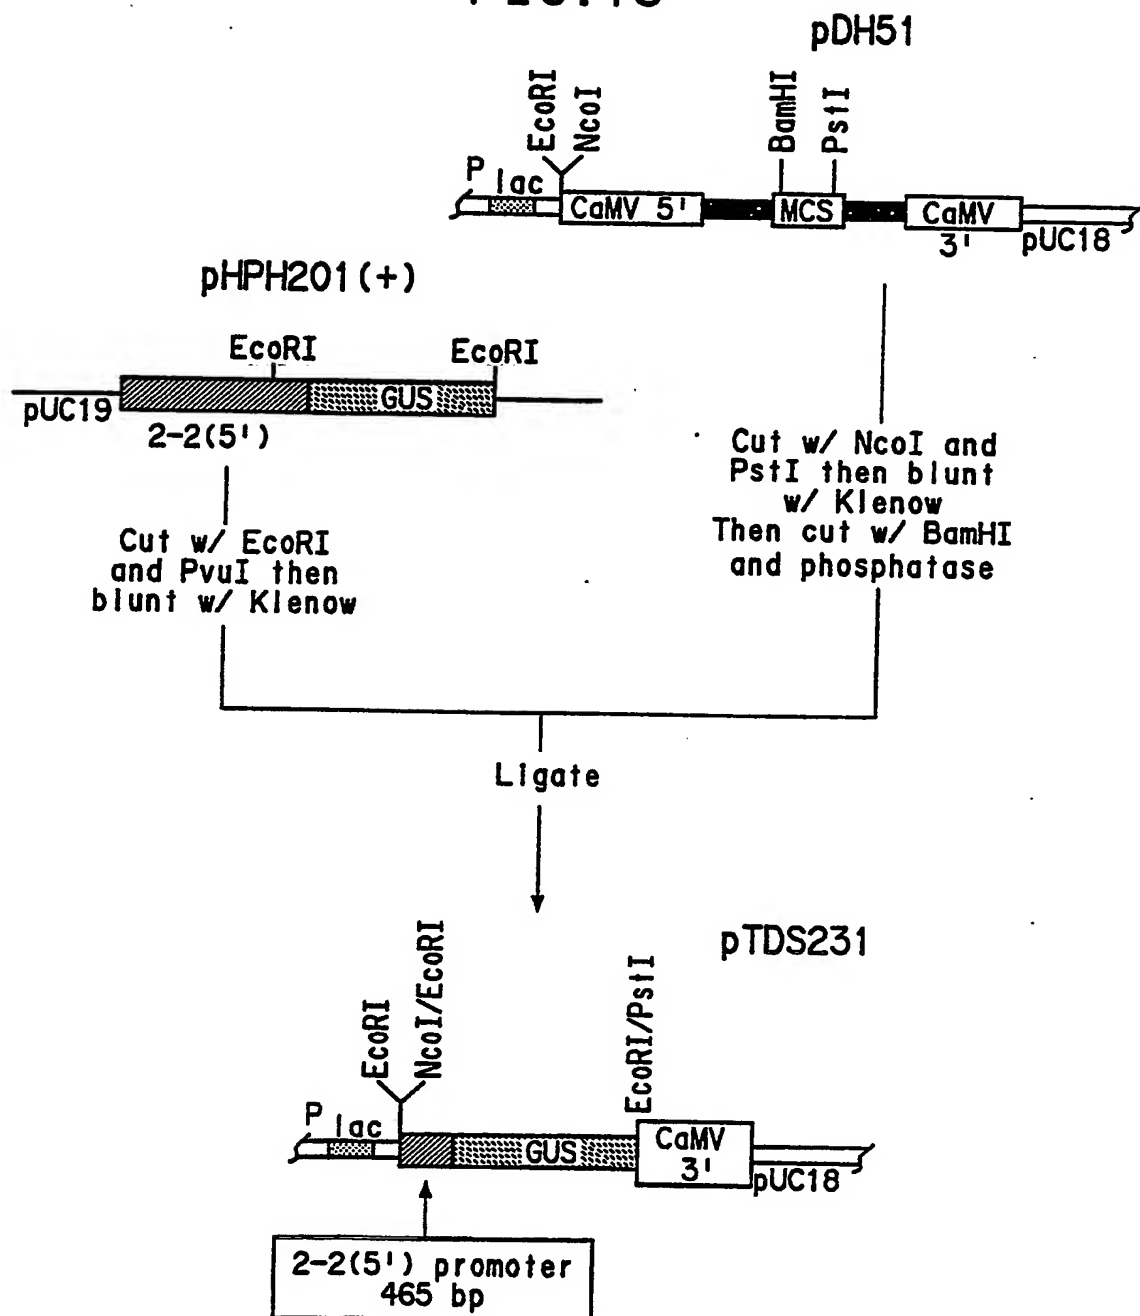 pDH51
EcoRI
NcoI
BamHI
PstI
P lac
CaMV 5'
MCS
CaMV
3'
pUC18
pHPH201(+)
EcoRI
EcoRI
pUC19
GUS
2-2(5')
Cut w/ NcoI and
PstI then blunt
w/ Klenow
Then cut w/ BamHI
and phosphatase
Cut w/ EcoRI
and PvuI then
blunt w/ Klenow
Ligate
pTDS231
EcoRI
NcoI/EcoRI
EcoRI/PstI
P lac
GUS
CaMV
3'
pUC18
2-2(5') promoter
465 bp